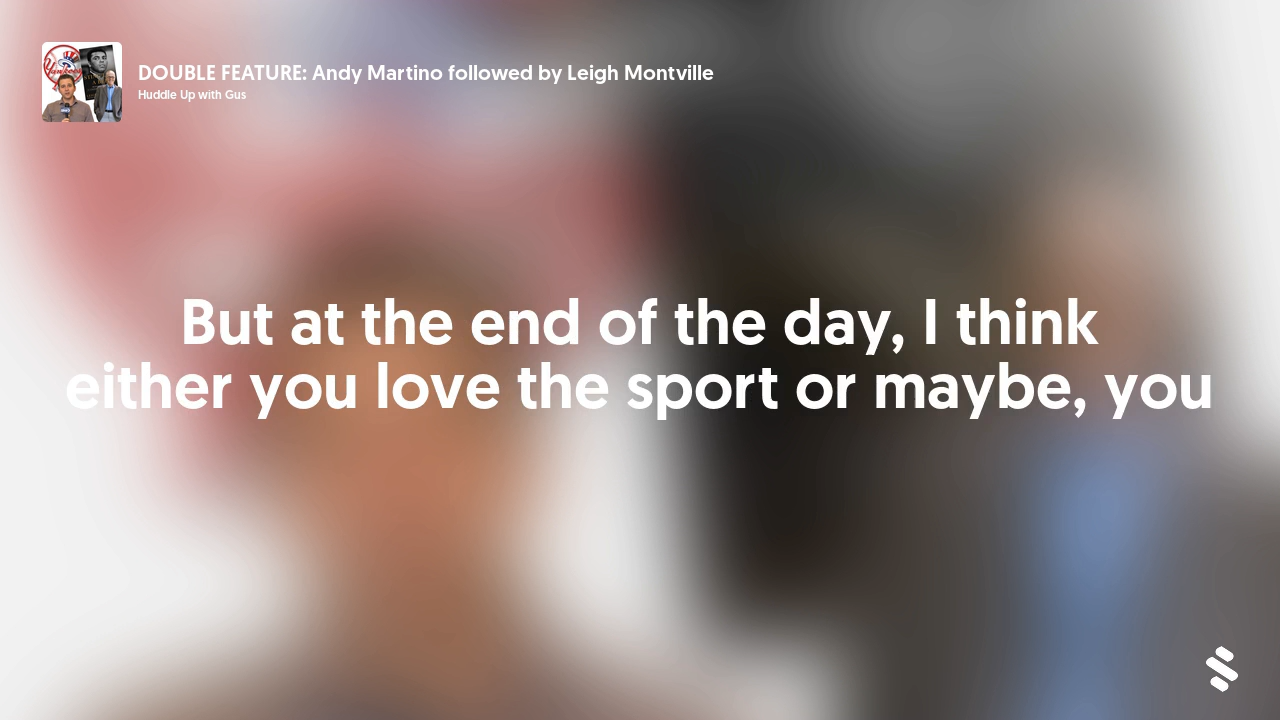 DOUBLE FEATURE: Andy Martino followed by Leigh Montville
Huddle Up with Gus
But at the end of the day, I think
either you love the sport or maybe, you